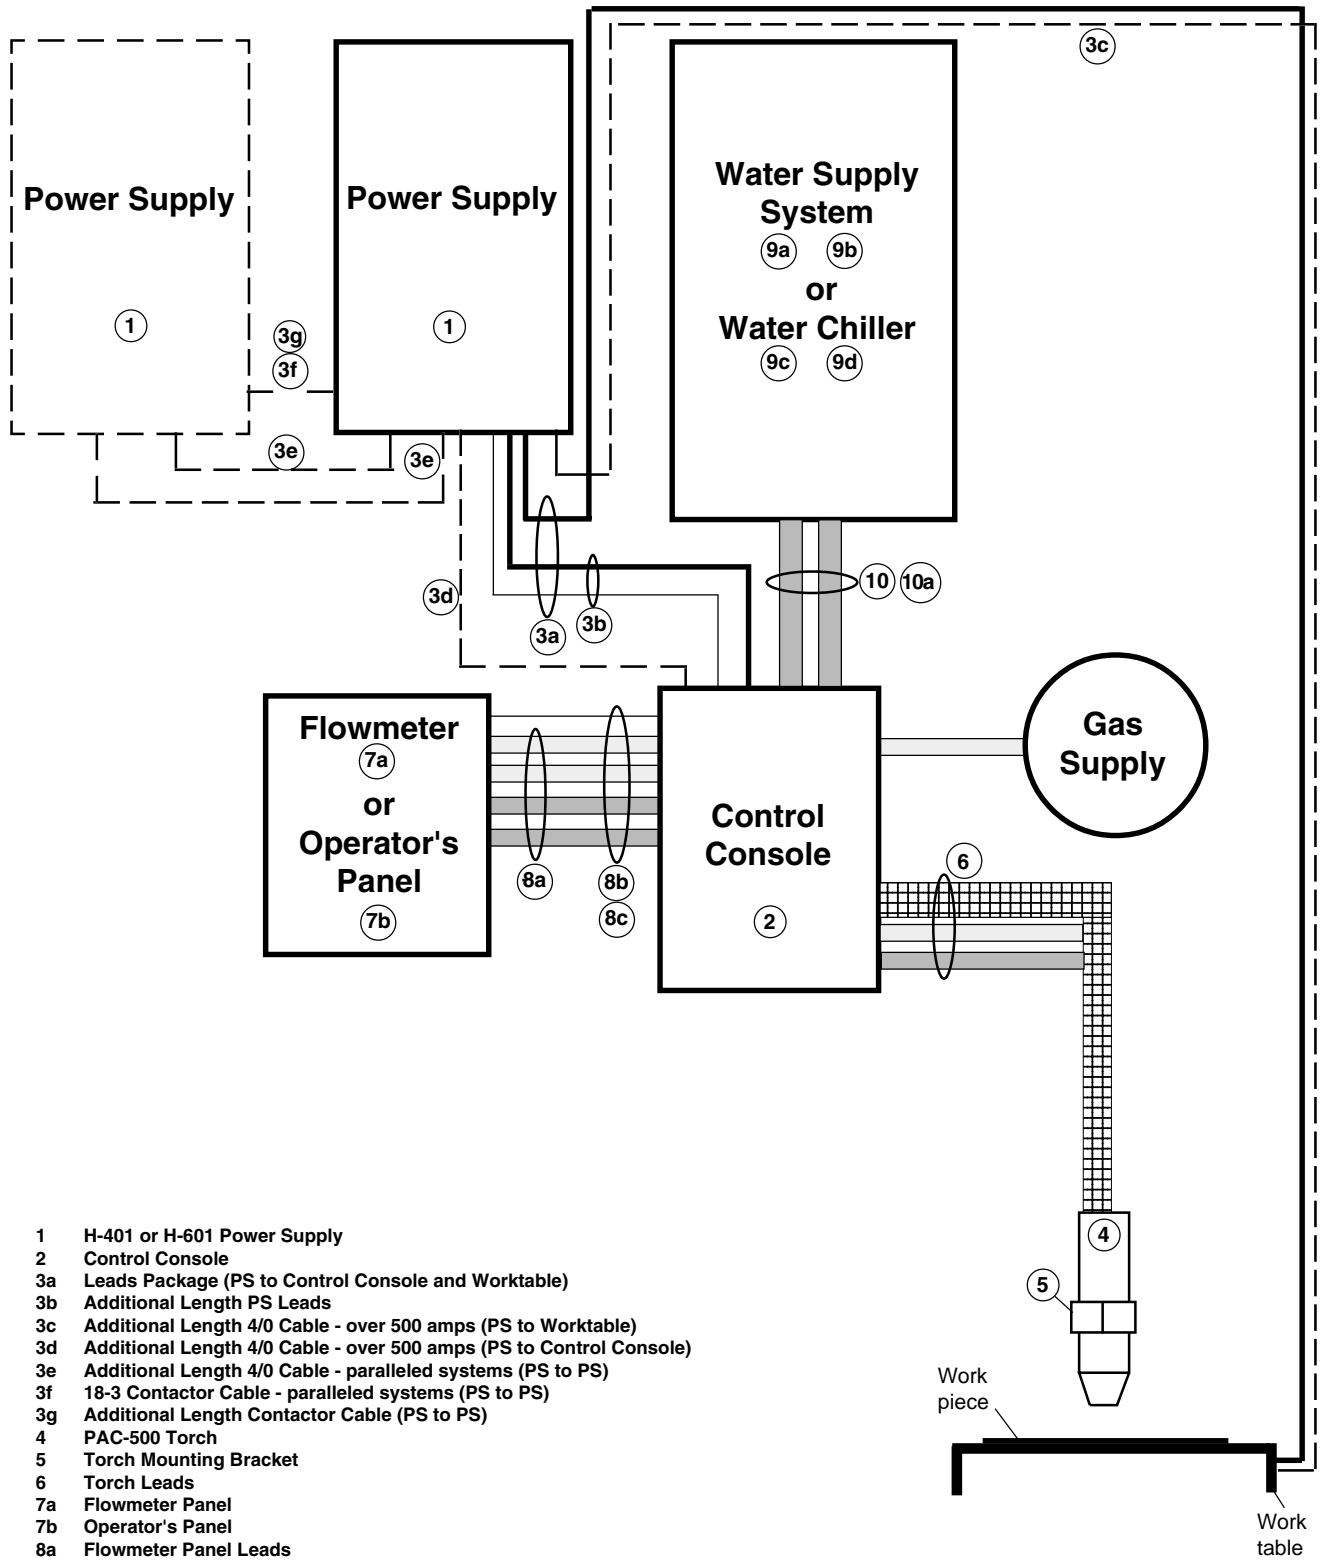 3c
Power Supply
1
Power Supply
1
Water Supply
System
9a 9b
or
Water Chiller
9c 9d
3g
3f
3e
3e
3d
3a
3b
10 10a
Flowmeter
7a
or
Operator's
Panel
7b
8a
8b
8c
Control
Console
2
Gas
Supply
6
4
5
Work
piece
Work
table
1 H-401 or H-601 Power Supply
2 Control Console
3a Leads Package (PS to Control Console and Worktable)
3b Additional Length PS Leads
3c Additional Length 4/0 Cable - over 500 amps (PS to Worktable)
3d Additional Length 4/0 Cable - over 500 amps (PS to Control Console)
3e Additional Length 4/0 Cable - paralleled systems (PS to PS)
3f 18-3 Contactor Cable - paralleled systems (PS to PS)
3g Additional Length Contactor Cable (PS to PS)
4 PAC-500 Torch
5 Torch Mounting Bracket
6 Torch Leads
7a Flowmeter Panel
7b Operator's Panel
8a Flowmeter Panel Leads